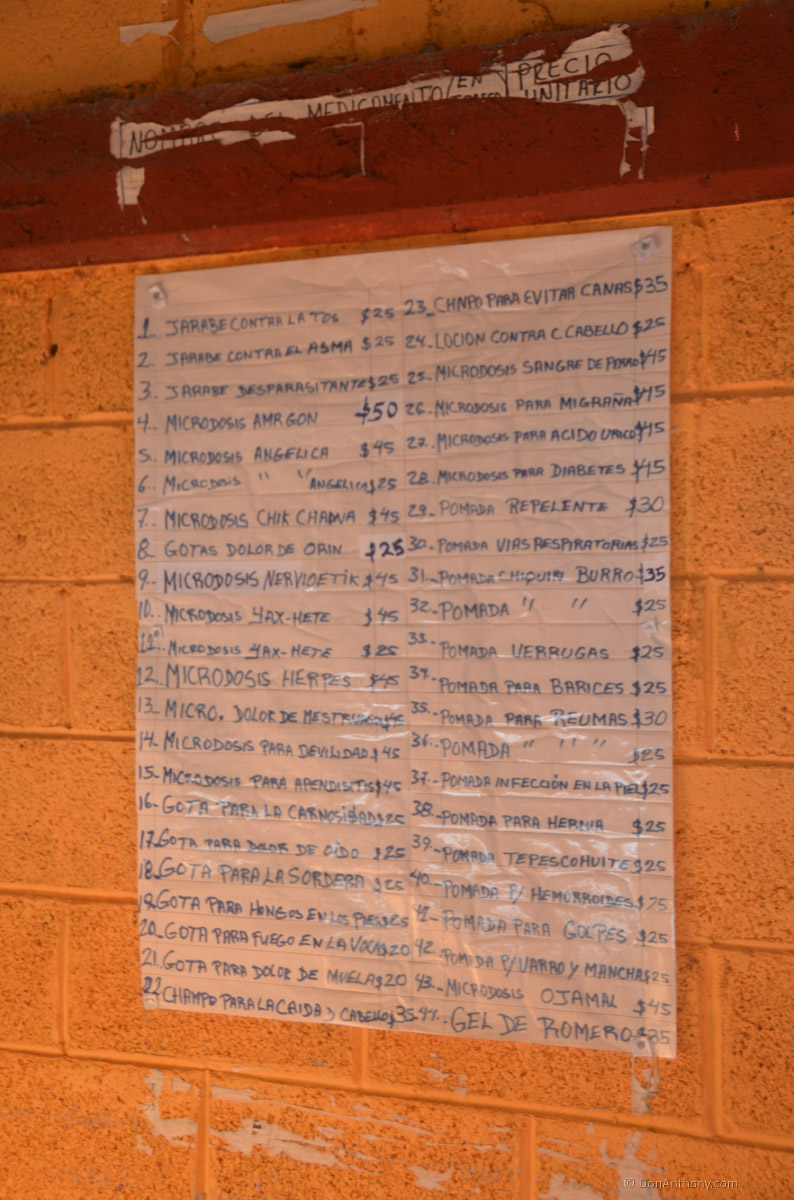 NOMBRE DEL MEDICAMENTO / EN
PRECIO
UNITARIO
1. JARABE CONTRA LA TOS $25
2. JARABE CONTRA EL ASMA $25
3. JARABE DESPARASITANTE $25
4. MICRODOSIS AMRGON $50
5. MICRODOSIS ANGELICA $45
6. MICRODOSIS " " ANGELICA $25
7. MICRODOSIS CHIK CHADVA $45
8. GOTAS DOLOR DE ORIN $25
9. MICRODOSIS NERVIOETIK $45
10. MICRODOSIS YAX-HETE $45
11. MICRODOSIS YAX-HETE $25
12. MICRODOSIS HERPES $45
13. MICRO. DOLOR DE $45
14. MICRODOSIS PARA DEVILIDAD $45
15. MICRODOSIS PARA APENDISITIS $45
16. GOTA PARA LA CARNOSIDAD $25
17. GOTA PARA DOLOR DE OIDO $25
18. GOTA PARA LA SORDERA $25
19. GOTA PARA HONGOS EN LOS PIES $25
20. GOTA PARA FUEGO EN LA VOCA $20
21. GOTA PARA DOLOR DE MUELA $20
22. CHAMPO PARA LA CAIDA D CABELLO $35
23. CHNPO PARA EVITAR CANAS $35
24. LOCION CONTRA C CABELLO $25
25. MICRODOSIS SANGRE DE PERRO $45
26. MICRODOSIS PARA MIGRAÑA $45
27. MICRODOSIS PARA ACIDO URICO $45
28. MICRODOSIS PARA DIABETES $45
29. POMADA REPELENTE $30
30. POMADA VIAS RESPIRATORIAS $25
31. POMADA CHIQUIRI BURRO $35
32. POMADA " " $25
33. POMADA VERRUGAS $25
34. POMADA PARA BARICES $25
35. POMADA PARA REUMAS $30
36. POMADA " " " $25
37. POMADA INFECCIÓN EN LA PIEL $25
38. POMADA PARA HERNIA $25
39. POMADA TEPESCOHUITE $25
40. POMADA P/ HEMORROIDES $25
41. POMADA PARA GOLPES $25
42. POMADA P/VARRO Y MANCHAS $25
43. MICRODOSIS OJAMAL $45
44. GEL DE ROMERO $35
© DonAnthony.com